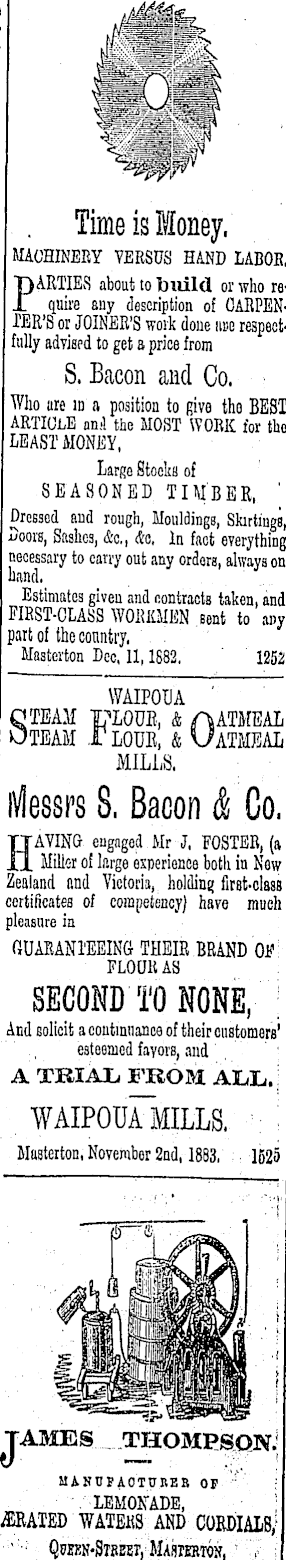 Time is Money.
MACHINERY VERSUS HAND LABOR.
PARTIES about to build or who re-
quire any description of CARPEN-
TER'S or JOINER'S work done are respect-
fully advised to get a price from
S. Bacon and Co.
Who are in a position to give the BEST
ARTICLE and the MOST WORK for the
LEAST MONEY,
Large Stocks of
SEASONED TIMBER,
Dressed and rough, Mouldings, Skirtings,
Doors, Sashes, &c., &c. In fact everything
necessary to carry out any orders, always on
hand.
Estimates given and contracts taken, and
FIRST-CLASS WORKMEN sent to any
part of the country.
Masterton Dec, 11, 1882. 1252
WAIPOUA
STEAM FLOUR, & OATMEAL
STEAM FLOUR, & OATMEAL
MILLS.
Messrs S. Bacon & Co.
HAVING engaged Mr J. FOSTER, (a
Miller of large experience both in New
Zealand and Victoria, holding first-class
certificates of competency) have much
pleasure in
GUARANTEEING THEIR BRAND OF
FLOUR AS
SECOND TO NONE,
And solicit a continuance of their customers'
esteemed favors, and
A TRIAL FROM ALL.
WAIPOUA MILLS.
Masterton, November 2nd, 1883. 1525
JAMES THOMPSON.
MANUFACTURER OF
LEMONADE,
ÆRATED WATERS AND CORDIALS,
QUEEN-STREET, MASTERTON,